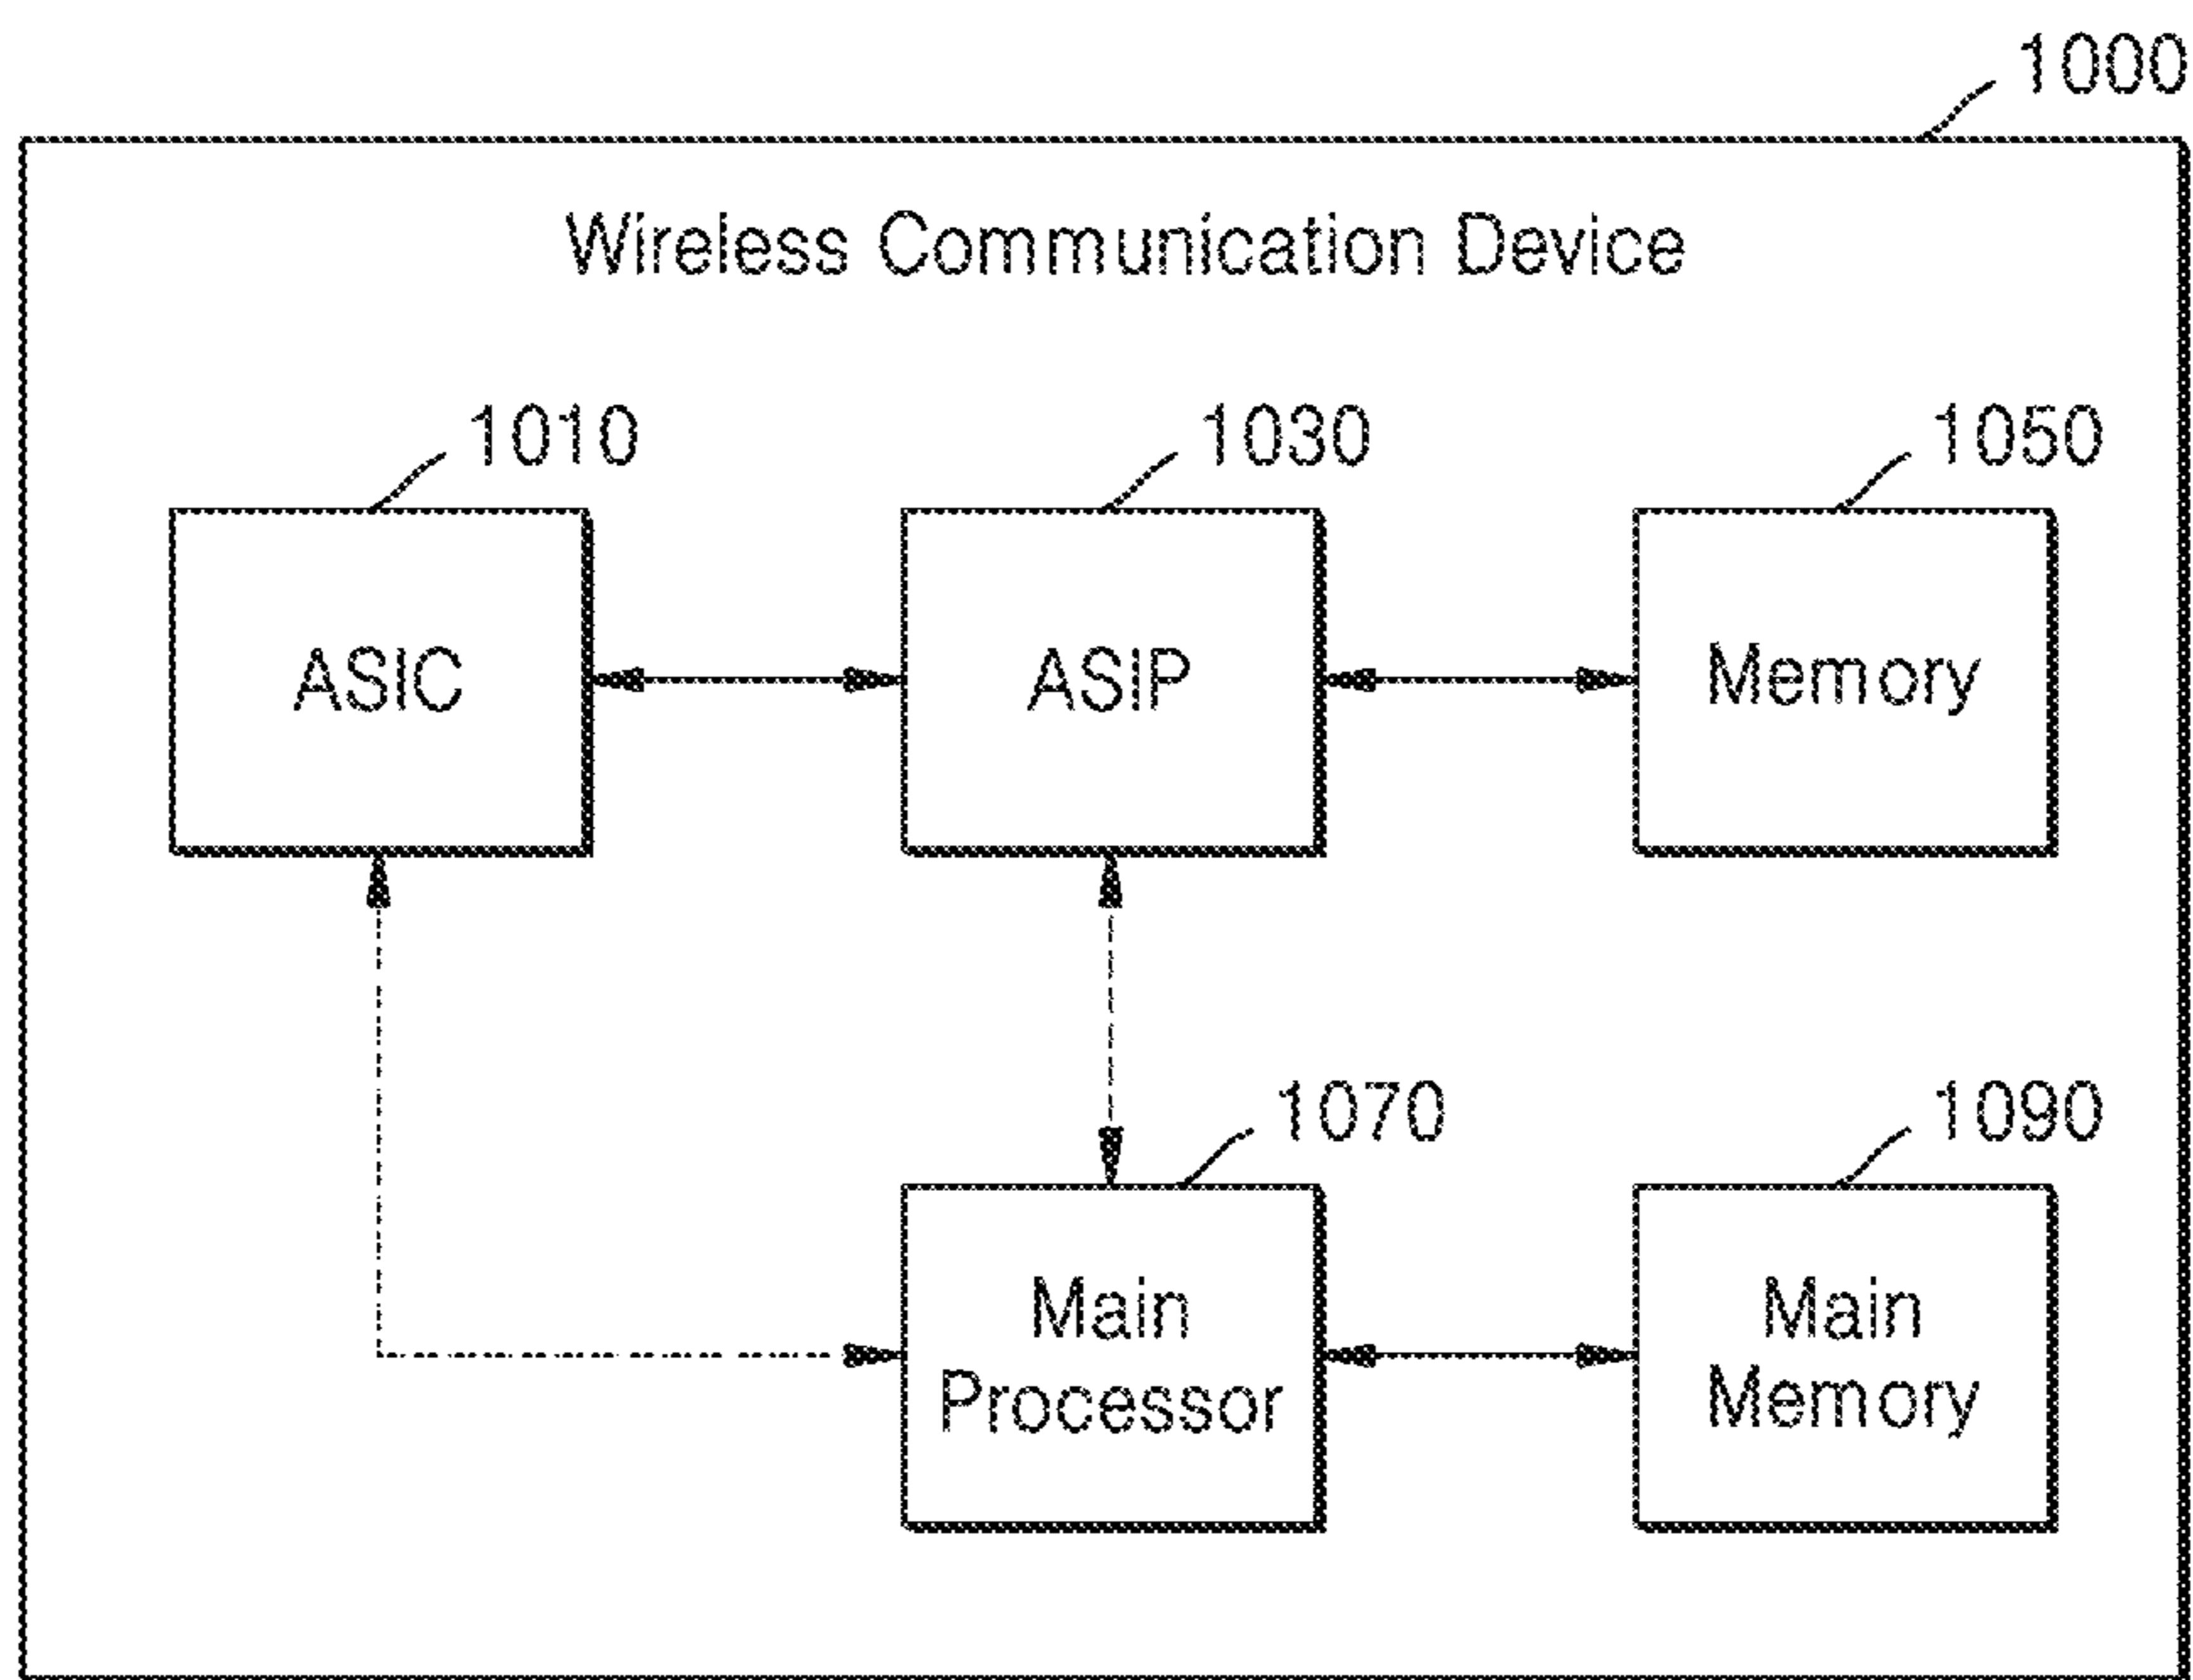 1000
Wireless Communication Device
1010
1030
1050
ASIC
ASIP
Memory
1070
1090
Main
Processor
Main
Memory